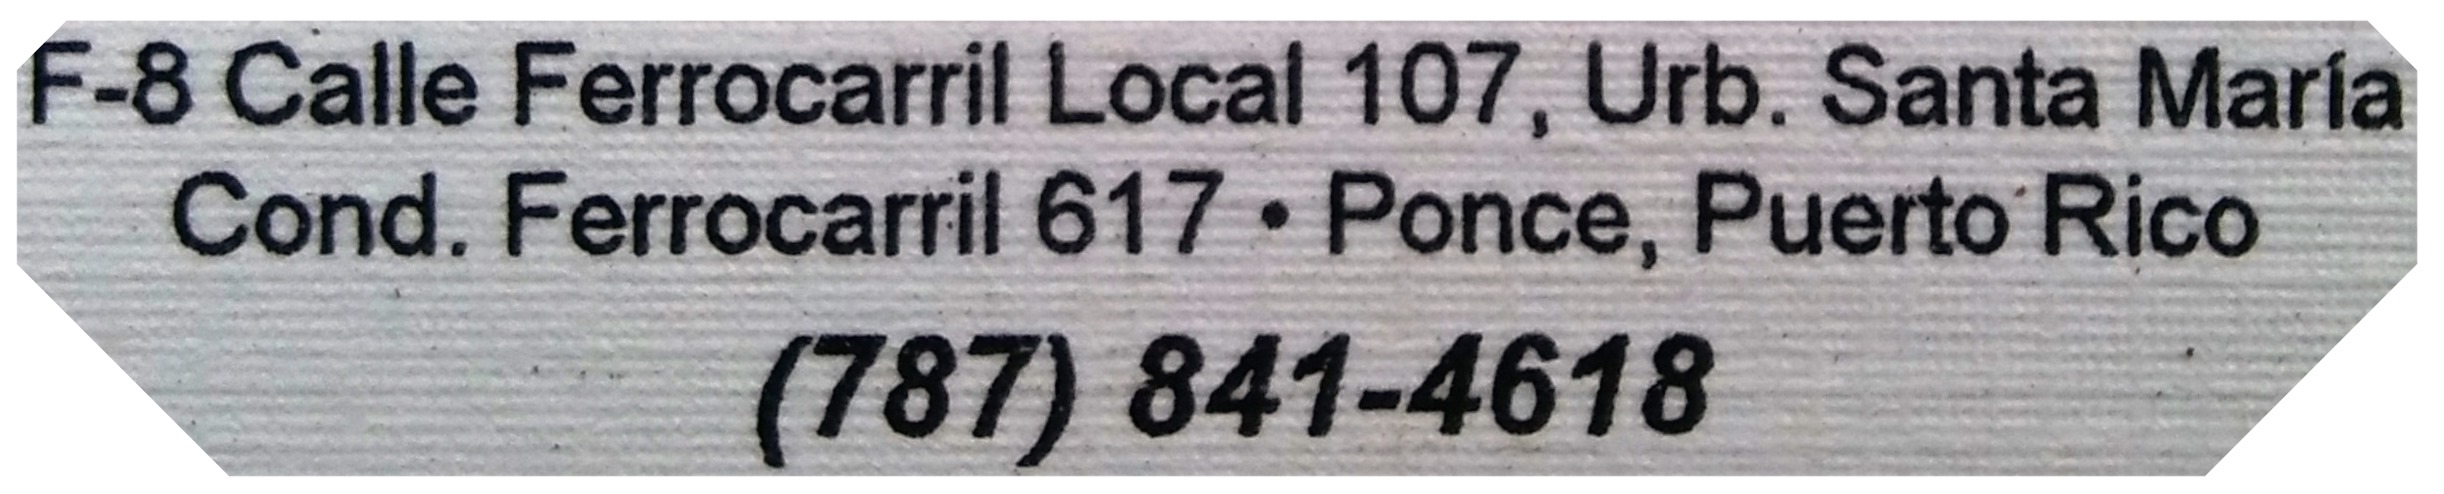 F-8 Calle Ferrocarril Local 107, Urb. Santa María
Cond. Ferrocarril 617 • Ponce, Puerto Rico
(787) 841-4618